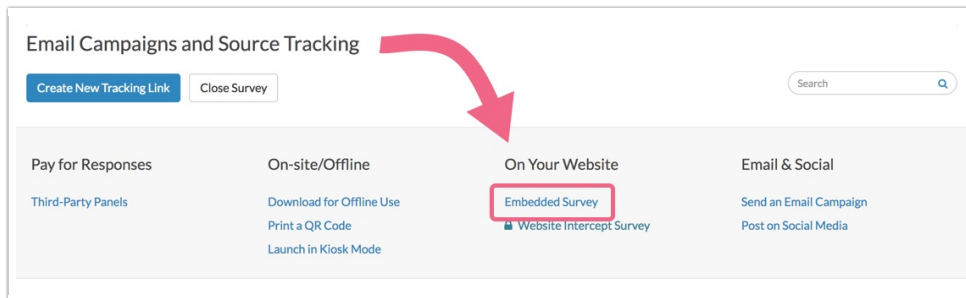 Email Campaigns and Source Tracking
Create New Tracking Link
Close Survey
Search
Pay for Responses
Third-Party Panels
On-site/Offline
Download for Offline Use
Print a QR Code
Launch in Kiosk Mode
On Your Website
Embedded Survey
Website Intercept Survey
Email & Social
Send an Email Campaign
Post on Social Media